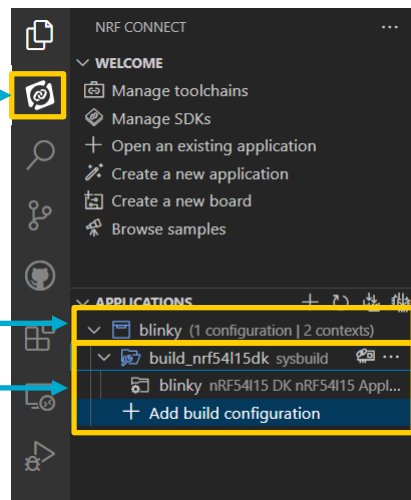 NRF CONNECT
WELCOME
Manage toolchains
Manage SDKs
Open an existing application
Create a new application
Create a new board
Browse samples
APPLICATIONS
blinky (1 configuration | 2 contexts)
build_nrf54l15dk sysbuild
blinky nRF54l15 DK nRF54l15 Appl...
Add build configuration